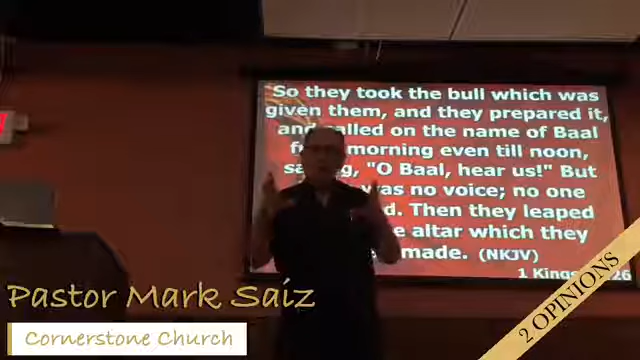 So they took the bull which was
given them, and they prepared it,
and called on the name of Baal
morning even till noon,
"O Baal, hear us!" But
was no voice; no one
Then they leaped
altar which they
made. (NKJV)
1 Kings 26
Pastor Mark Saiz
Cornerstone Church
2 OPINIONS